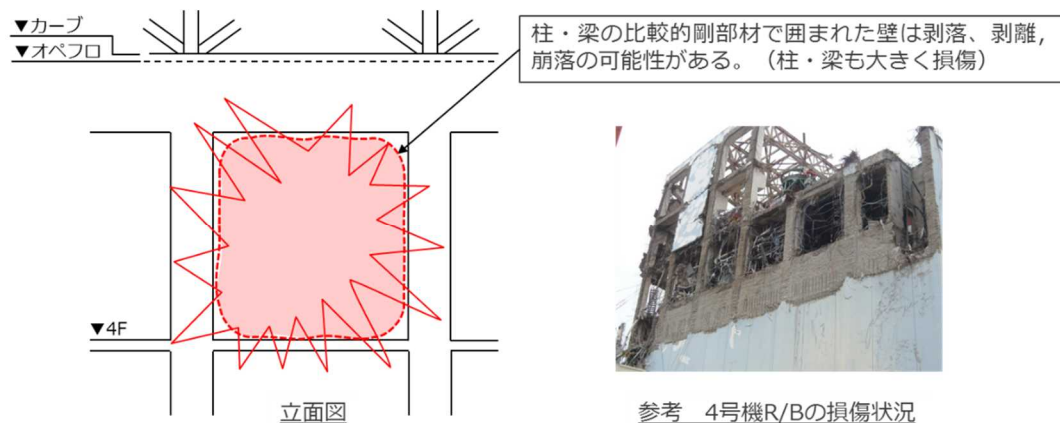 ▼カーブ
▼オペフロ
柱・梁の比較的剛部材で囲まれた壁は剥落、剥離，
崩落の可能性がある。（柱・梁も大きく損傷）
▼4F
立面図
参考　4号機R/Bの損傷状況